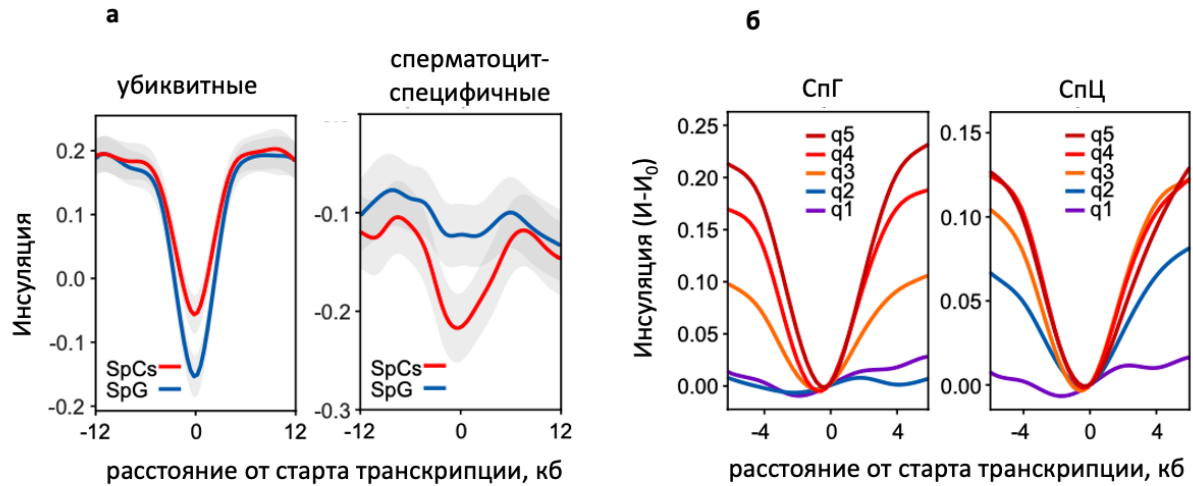 а
б
убиквитные
сперматоцит-
специфичные
СпГ
СпЦ
Инсуляция
0.2
0.1
0.0
-0.1
-0.2
SpCs
SpG
-12
0
12
-0.1
-0.2
-0.3
SpCs
SpG
-12
0
12
расстояние от старта транскрипции, кб
Инсуляция (И-И₀)
0.25
0.20
0.15
0.10
0.05
0.00
q5
q4
q3
q2
q1
-4
0
4
0.15
0.10
0.05
0.00
q5
q4
q3
q2
q1
-4
0
4
расстояние от старта транскрипции, кб